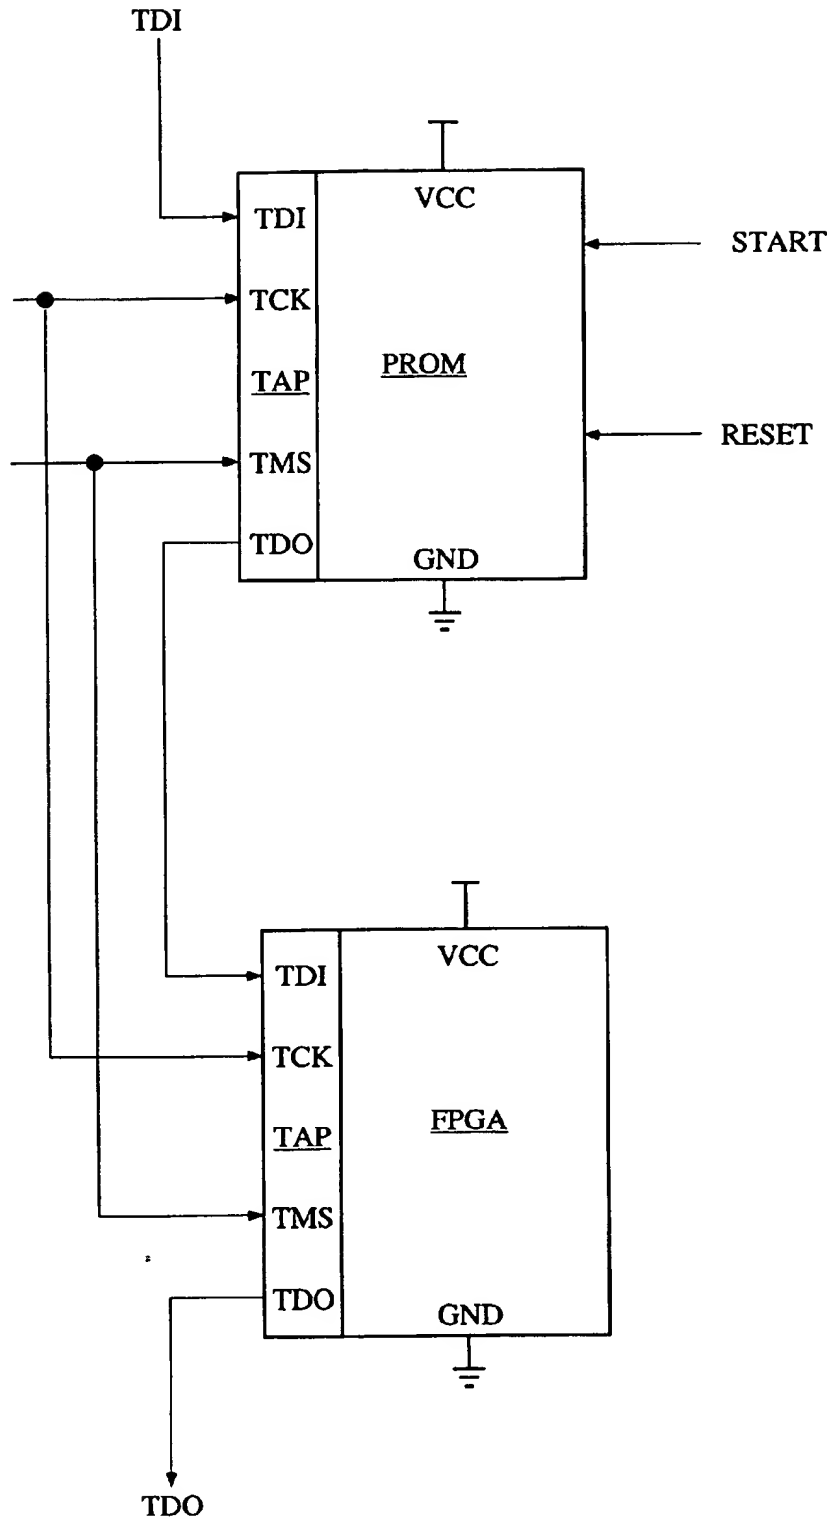 TDI
VCC
TDI
START
TCK
PROM
TAP
RESET
TMS
TDO
GND
VCC
TDI
TCK
FPGA
TAP
TMS
TDO
GND
TDO